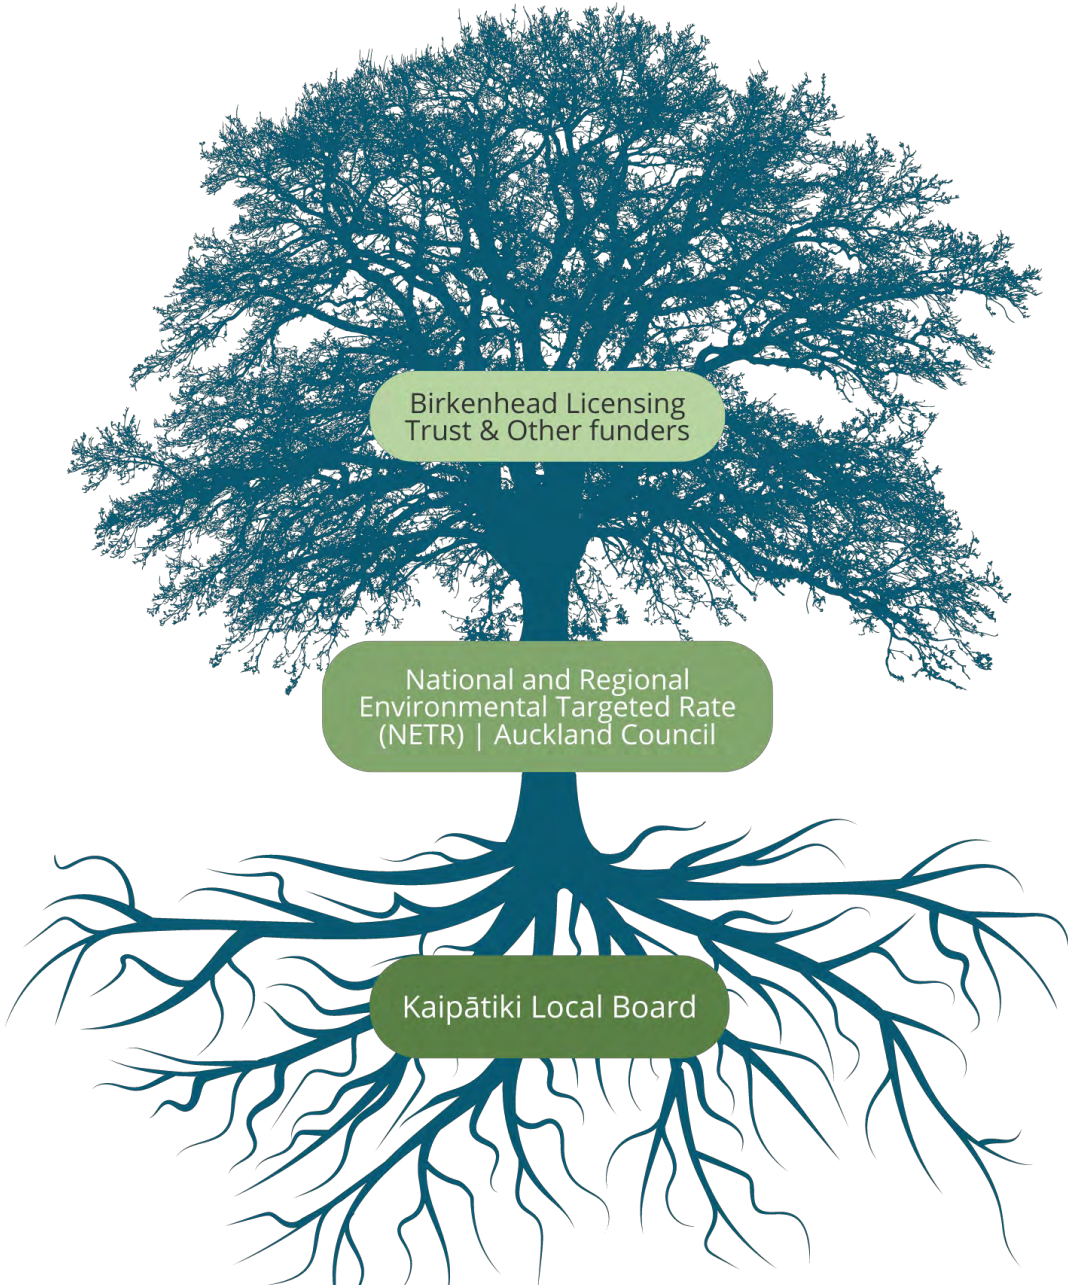 Birkenhead Licensing
Trust & Other funders
National and Regional
Environmental Targeted Rate
(NETR) | Auckland Council
Kaipātiki Local Board